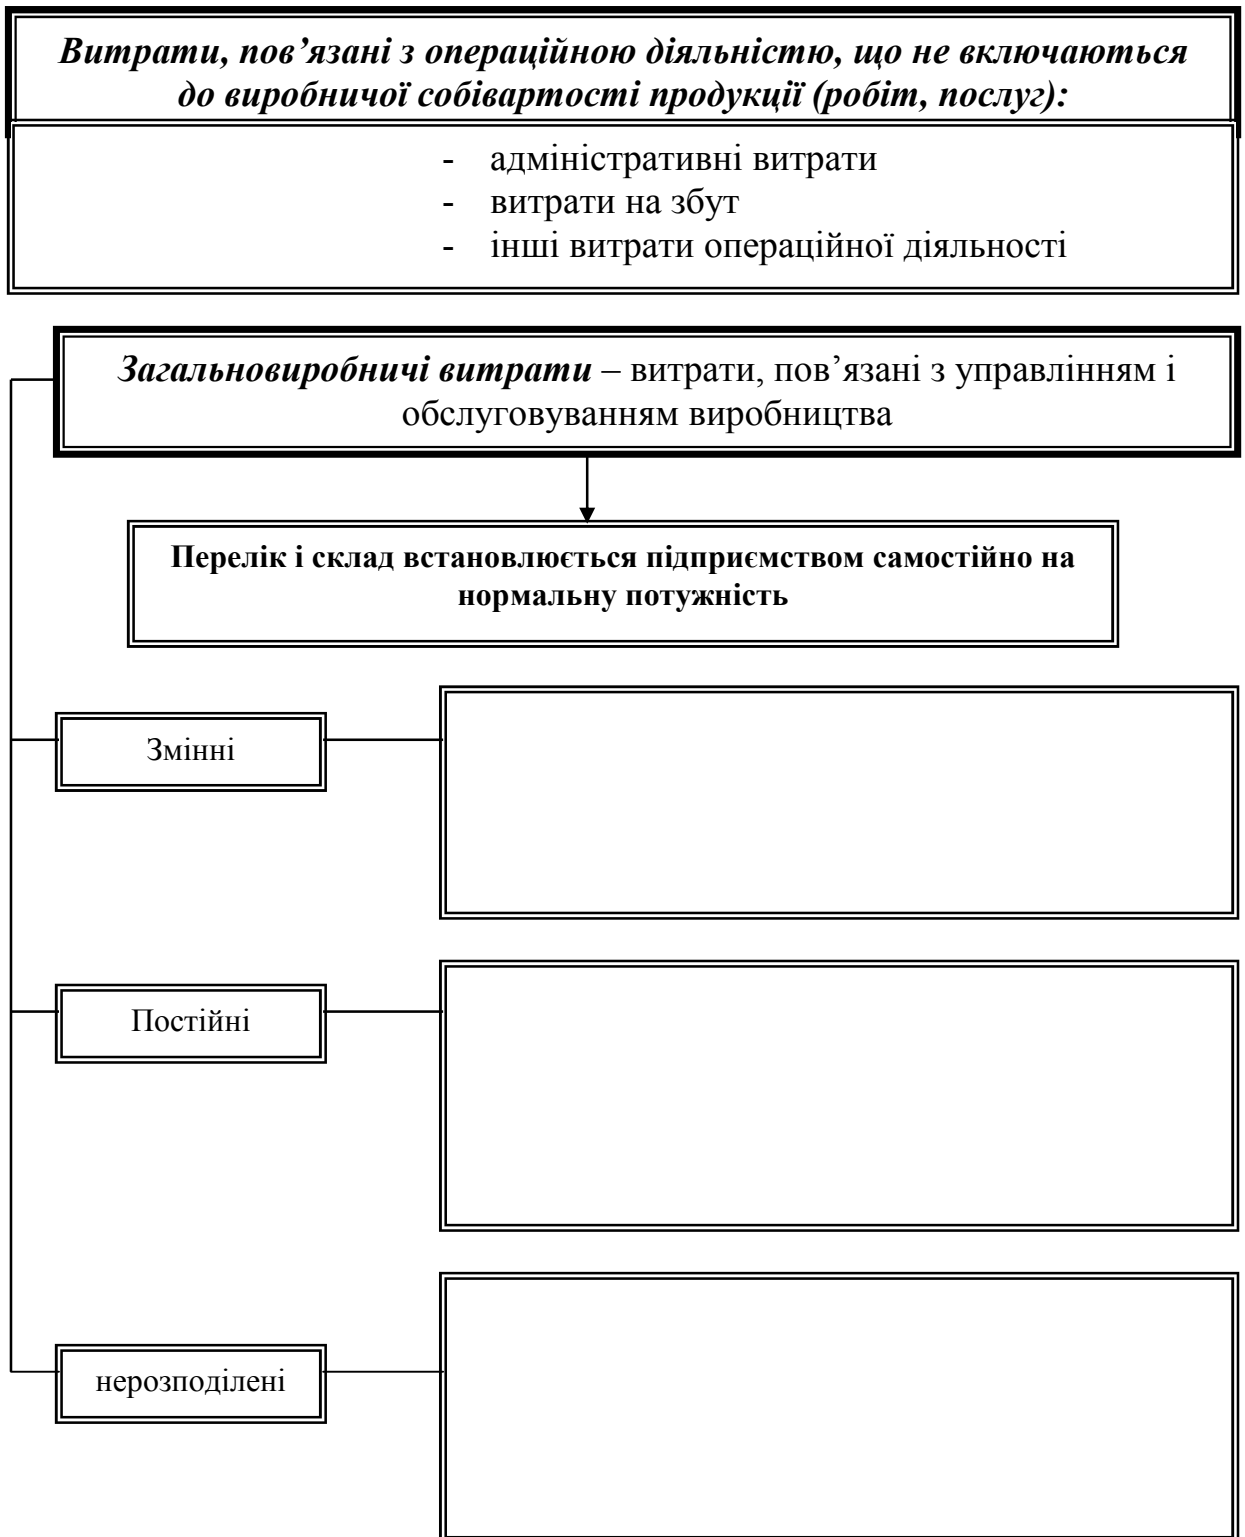 Витрати, пов’язані з операційною діяльністю, що не включаються
до виробничої собівартості продукції (робіт, послуг):
- адміністративні витрати
- витрати на збут
- інші витрати операційної діяльності
Загальновиробничі витрати – витрати, пов’язані з управлінням і
обслуговуванням виробництва
Перелік і склад встановлюється підприємством самостійно на
нормальну потужність
Змінні
Постійні
нерозподілені